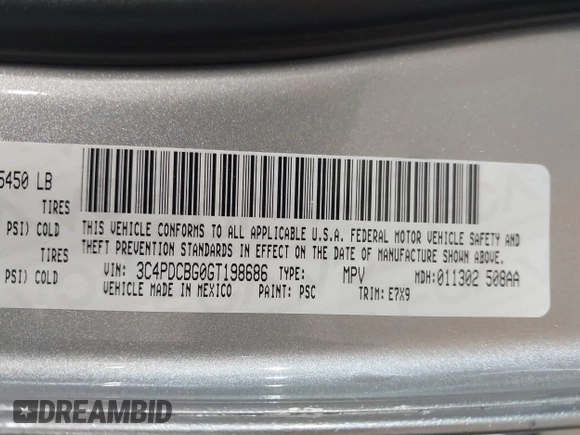 5450 LB
TIRES
PSI) COLD
TIRES
PSI) COLD
THIS VEHICLE CONFORMS TO ALL APPLICABLE U.S.A. FEDERAL MOTOR VEHICLE SAFETY AND
THEFT PREVENTION STANDARDS IN EFFECT ON THE DATE OF MANUFACTURE SHOWN ABOVE.
VIN: 3C4PDCBG0GT198686 TYPE: MPV MDH: 011302 508AA
VEHICLE MADE IN MEXICO PAINT: PSC TRIM: E7X9
DREAMBID